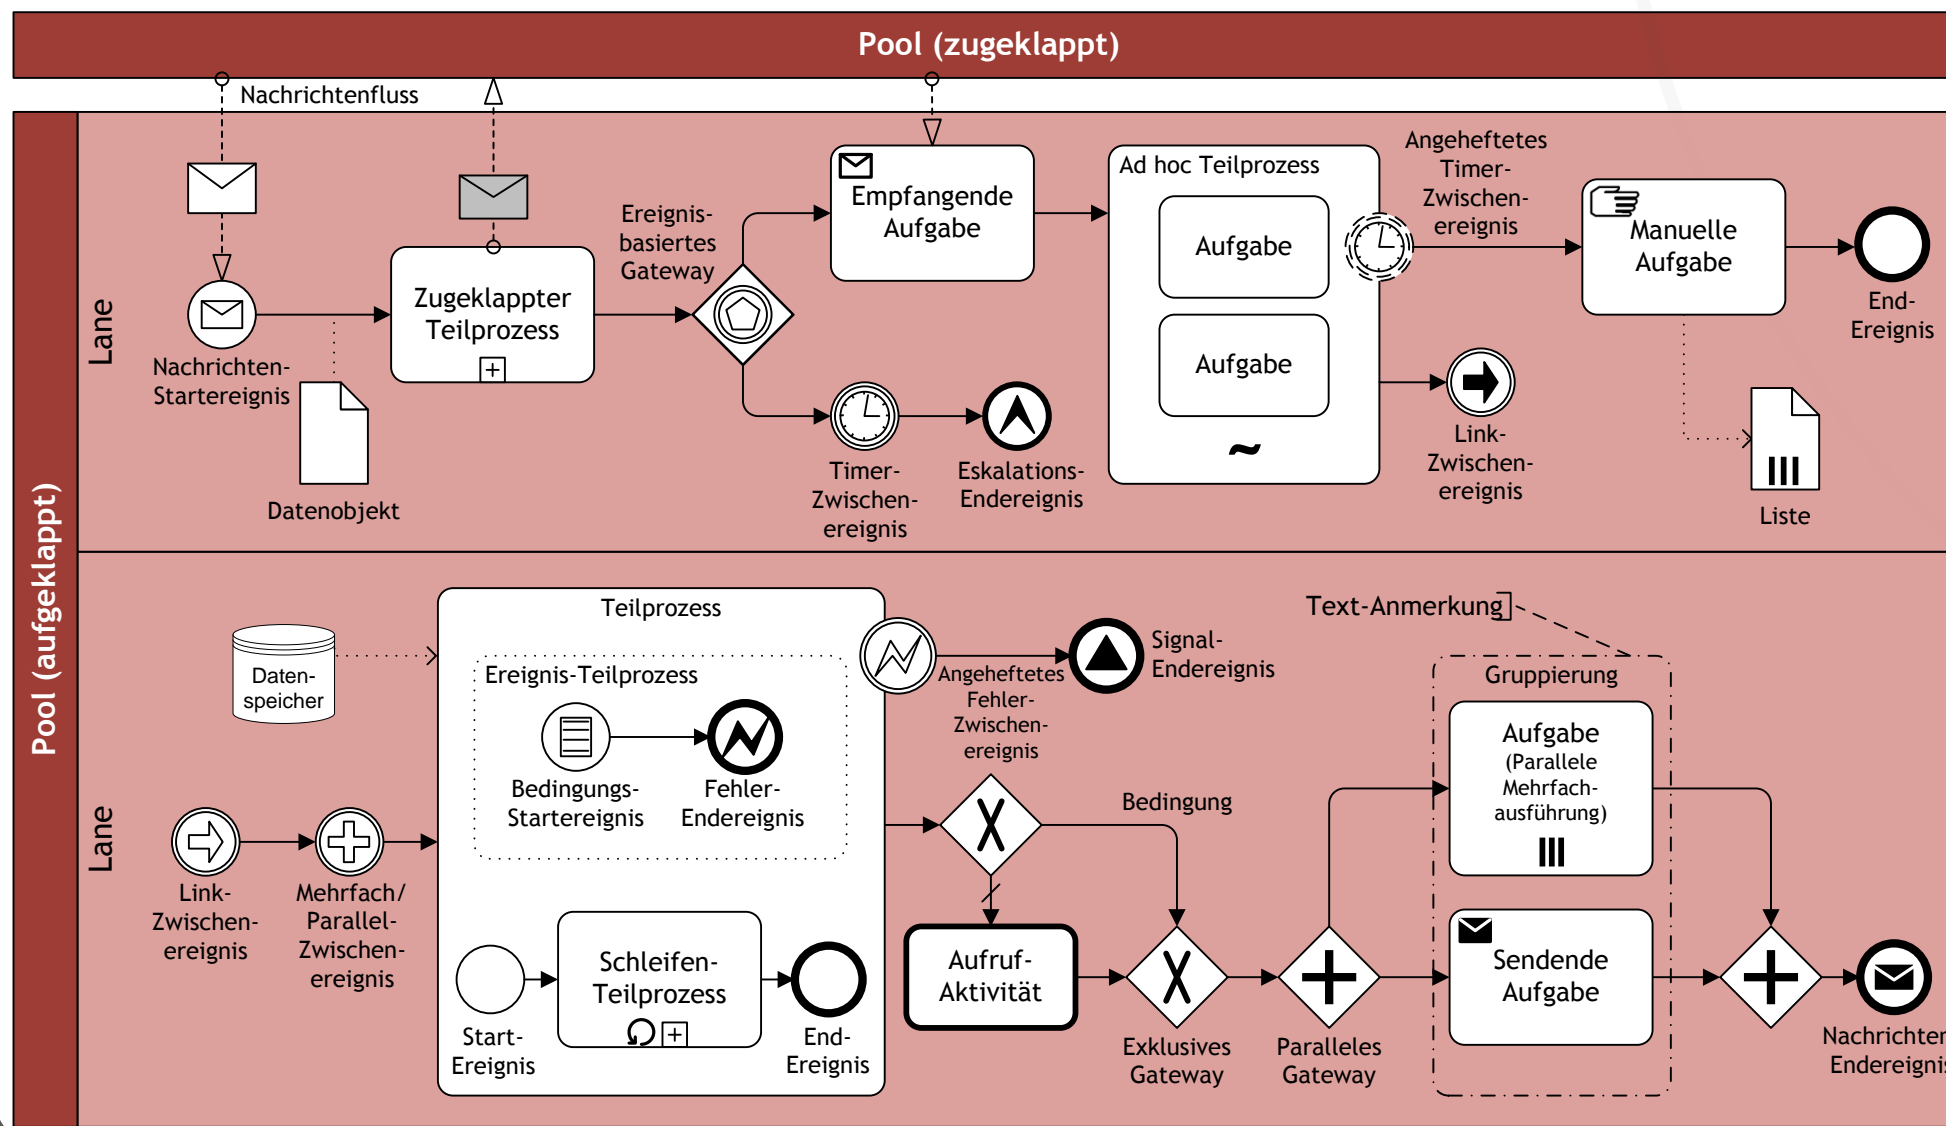 Pool (zugeklappt)
Nachrichtenfluss
Pool (aufgeklappt)
Lane
Nachrichten-
Startereignis
Datenobjekt
Zugeklappter
Teilprozess
Ereignis-
basiertes
Gateway
Empfangende
Aufgabe
Timer-
Zwischen-
ereignis
Eskalations-
Endereignis
Ad hoc Teilprozess
Aufgabe
Aufgabe
Angeheftetes
Timer-
Zwischen-
ereignis
Link-
Zwischen-
ereignis
Manuelle
Aufgabe
Liste
End-
Ereignis
Lane
Daten-
speicher
Link-
Zwischen-
ereignis
Mehrfach/
Parallel-
Zwischen-
ereignis
Teilprozess
Ereignis-Teilprozess
Bedingungs-
Startereignis
Fehler-
Endereignis
Start-
Ereignis
Schleifen-
Teilprozess
End-
Ereignis
Angeheftetes
Fehler-
Zwischen-
ereignis
Signal-
Endereignis
Bedingung
Aufruf-
Aktivität
Exklusives
Gateway
Paralleles
Gateway
Text-Anmerkung
Gruppierung
Aufgabe
(Parallele
Mehrfach-
ausführung)
Sendende
Aufgabe
Nachrichten
Endereignis